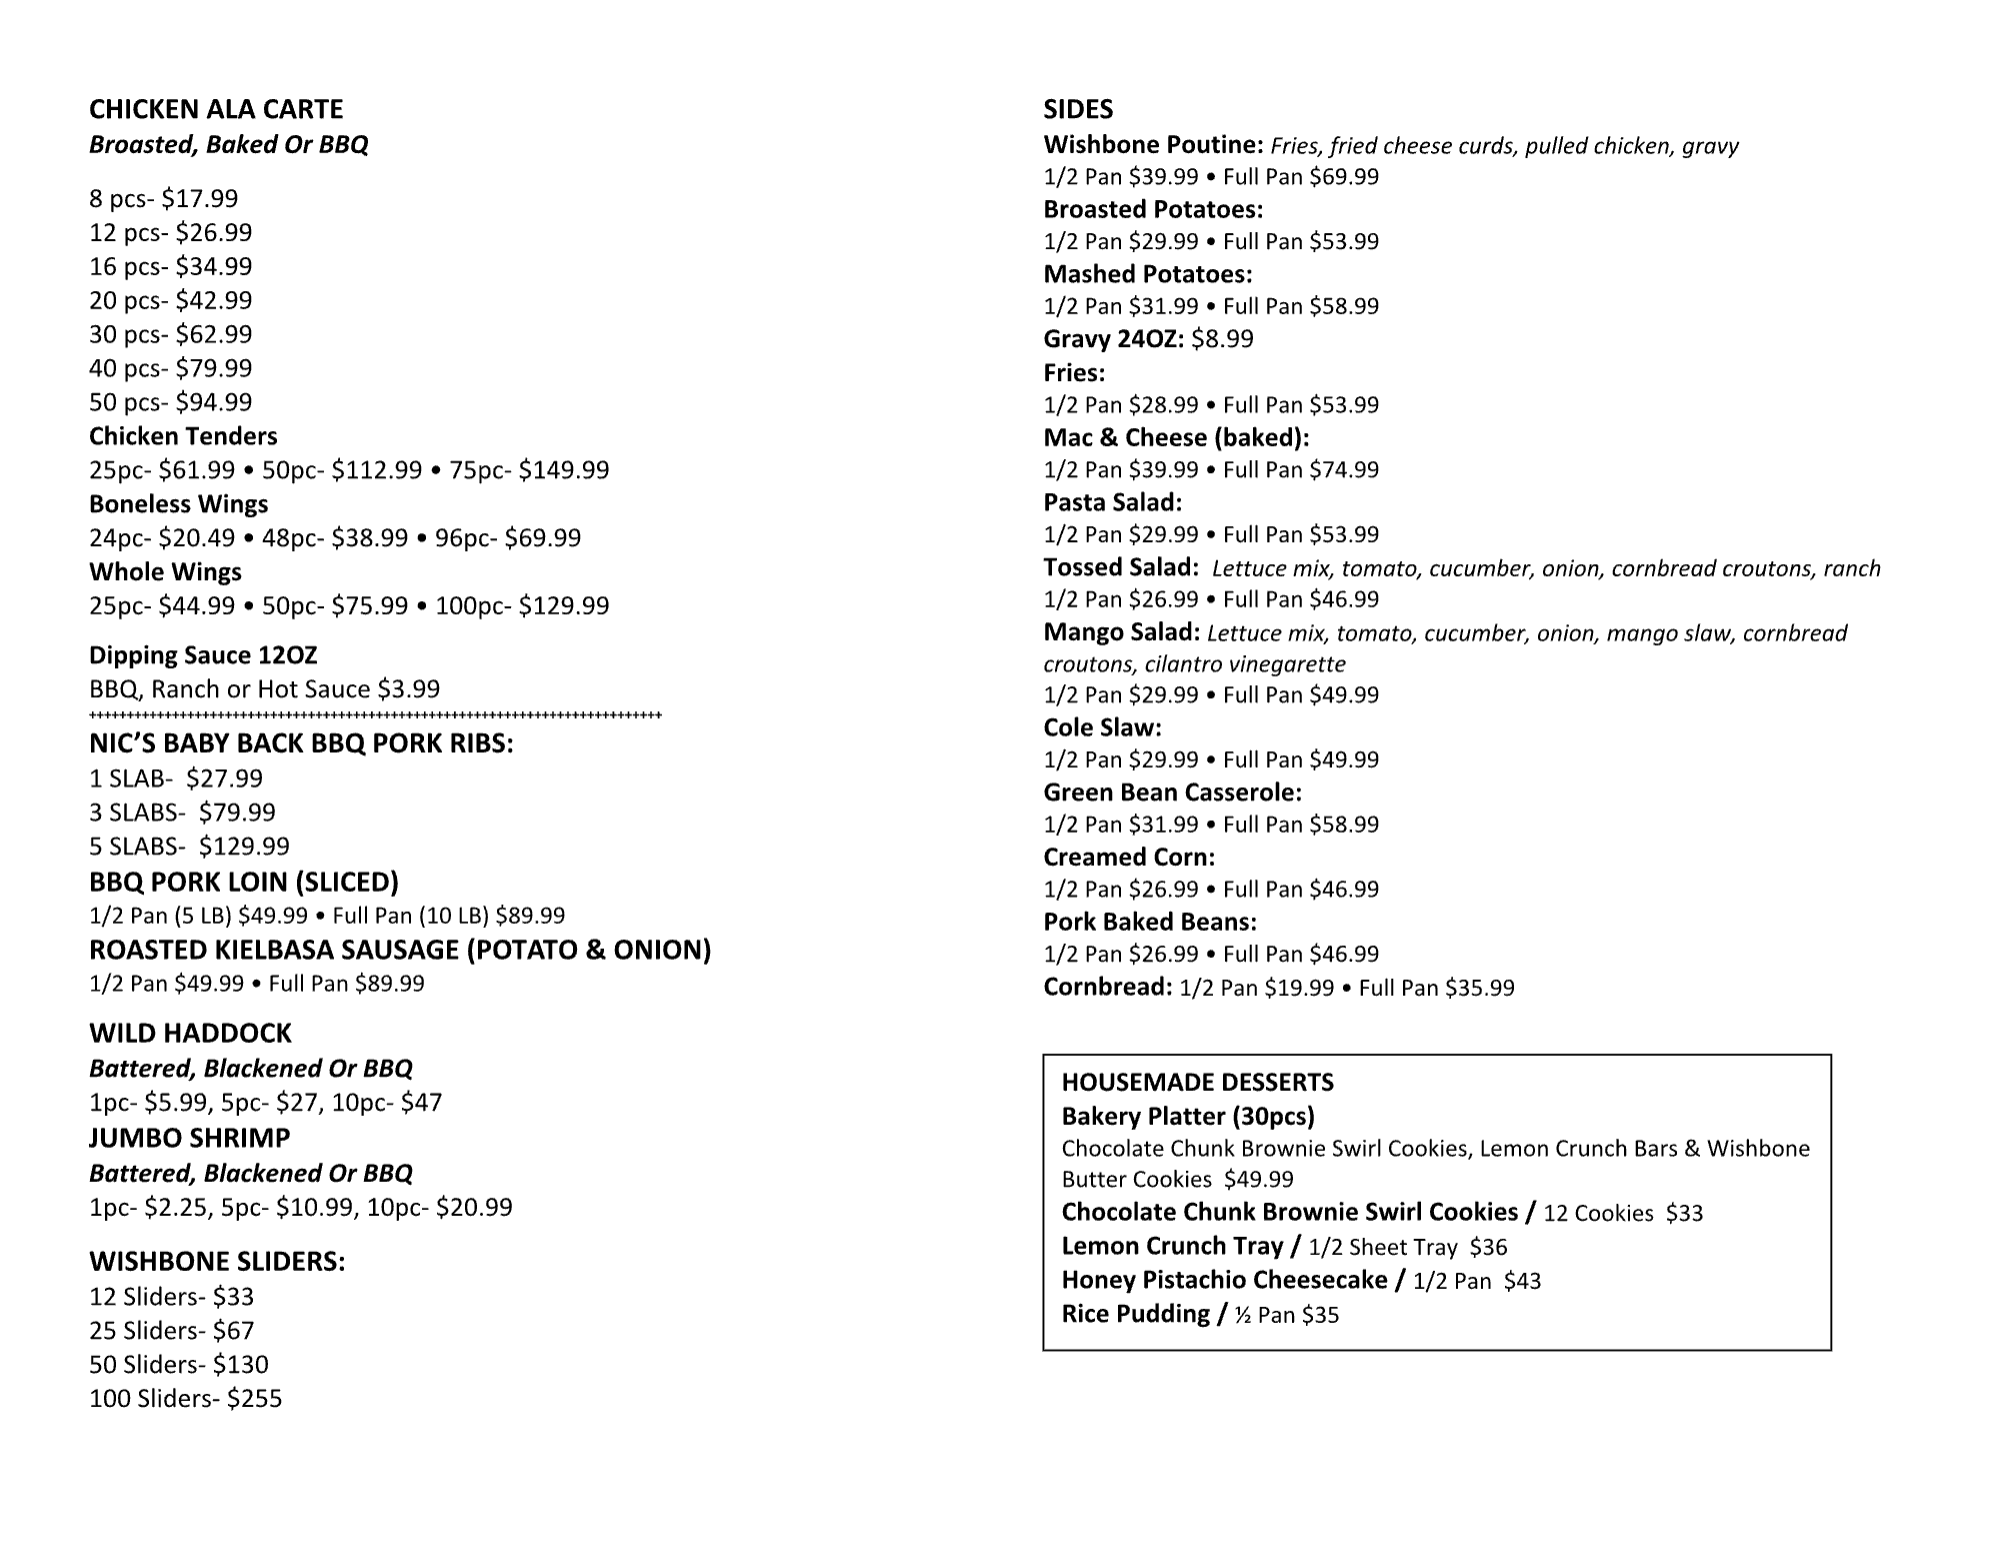 CHICKEN ALA CARTE
Broasted, Baked Or BBQ
8 pcs- $17.99
12 pcs- $26.99
16 pcs- $34.99
20 pcs- $42.99
30 pcs- $62.99
40 pcs- $79.99
50 pcs- $94.99
Chicken Tenders
25pc- $61.99 • 50pc- $112.99 • 75pc- $149.99
Boneless Wings
24pc- $20.49 • 48pc- $38.99 • 96pc- $69.99
Whole Wings
25pc- $44.99 • 50pc- $75.99 • 100pc- $129.99
Dipping Sauce 12OZ
BBQ, Ranch or Hot Sauce $3.99
++++++++++++++++++++++++++++++++++++++++++++++++++++++++++++++++++++++++++++
NIC’S BABY BACK BBQ PORK RIBS:
1 SLAB-  $27.99
3 SLABS-  $79.99
5 SLABS-  $129.99
BBQ PORK LOIN (SLICED)
1/2 Pan (5 LB) $49.99 • Full Pan (10 LB) $89.99
ROASTED KIELBASA SAUSAGE (POTATO & ONION)
1/2 Pan $49.99 • Full Pan $89.99
WILD HADDOCK
Battered, Blackened Or BBQ
1pc- $5.99, 5pc- $27, 10pc- $47
JUMBO SHRIMP
Battered, Blackened Or BBQ
1pc- $2.25, 5pc- $10.99, 10pc- $20.99
WISHBONE SLIDERS:
12 Sliders- $33
25 Sliders- $67
50 Sliders- $130
100 Sliders- $255
SIDES
Wishbone Poutine: Fries, fried cheese curds, pulled chicken, gravy
1/2 Pan $39.99 • Full Pan $69.99
Broasted Potatoes:
1/2 Pan $29.99 • Full Pan $53.99
Mashed Potatoes:
1/2 Pan $31.99 • Full Pan $58.99
Gravy 24OZ: $8.99
Fries:
1/2 Pan $28.99 • Full Pan $53.99
Mac & Cheese (baked):
1/2 Pan $39.99 • Full Pan $74.99
Pasta Salad:
1/2 Pan $29.99 • Full Pan $53.99
Tossed Salad:  Lettuce mix, tomato, cucumber, onion, cornbread croutons, ranch
1/2 Pan $26.99 • Full Pan $46.99
Mango Salad: Lettuce mix, tomato, cucumber, onion, mango slaw, cornbread
croutons, cilantro vinegarette
1/2 Pan $29.99 • Full Pan $49.99
Cole Slaw:
1/2 Pan $29.99 • Full Pan $49.99
Green Bean Casserole:
1/2 Pan $31.99 • Full Pan $58.99
Creamed Corn:
1/2 Pan $26.99 • Full Pan $46.99
Pork Baked Beans:
1/2 Pan $26.99 • Full Pan $46.99
Cornbread: 1/2 Pan $19.99 • Full Pan $35.99
HOUSEMADE DESSERTS
Bakery Platter (30pcs)
Chocolate Chunk Brownie Swirl Cookies, Lemon Crunch Bars & Wishbone
Butter Cookies  $49.99
Chocolate Chunk Brownie Swirl Cookies / 12 Cookies  $33
Lemon Crunch Tray / 1/2 Sheet Tray  $36
Honey Pistachio Cheesecake / 1/2 Pan  $43
Rice Pudding / ½ Pan $35